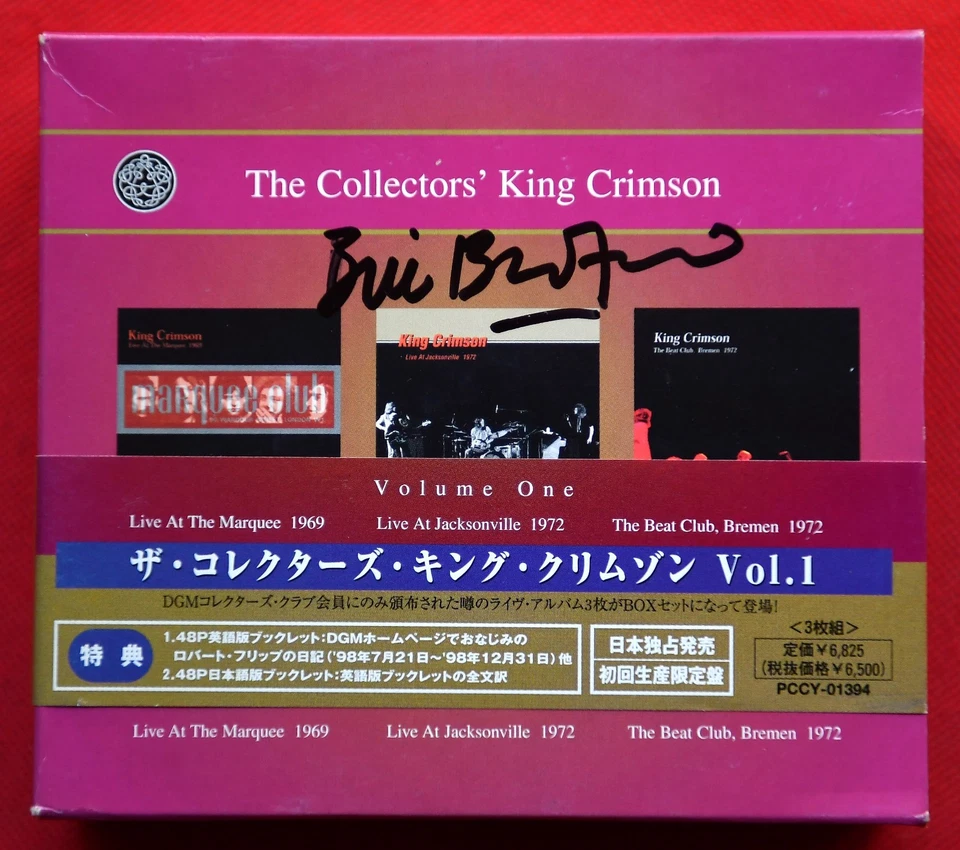 The Collectors' King Crimson
Bill Bruford
King Crimson
Live At The Marquee 1969
marquee club
King Crimson
Live At Jacksonville 1972
King Crimson
The Beat Club Bremen 1972
Volume One
Live At The Marquee 1969
Live At Jacksonville 1972
The Beat Club, Bremen 1972
ザ・コレクターズ・キング・クリムゾン Vol.1
DGMコレクターズ・クラブ会員にのみ頒布された噂のライヴ・アルバム3枚がBOXセットになって登場!
特典
1.48P英語版ブックレット:DGMホームページでおなじみの
ロバート・フリップの日記('98年7月21日~'98年12月31日)他
2.48P日本語版ブックレット:英語版ブックレットの全文訳
日本独占発売
初回生産限定盤
<3枚組>
定価¥6,825
(税抜価格¥6,500)
PCCY-01394
Live At The Marquee 1969
Live At Jacksonville 1972
The Beat Club, Bremen 1972